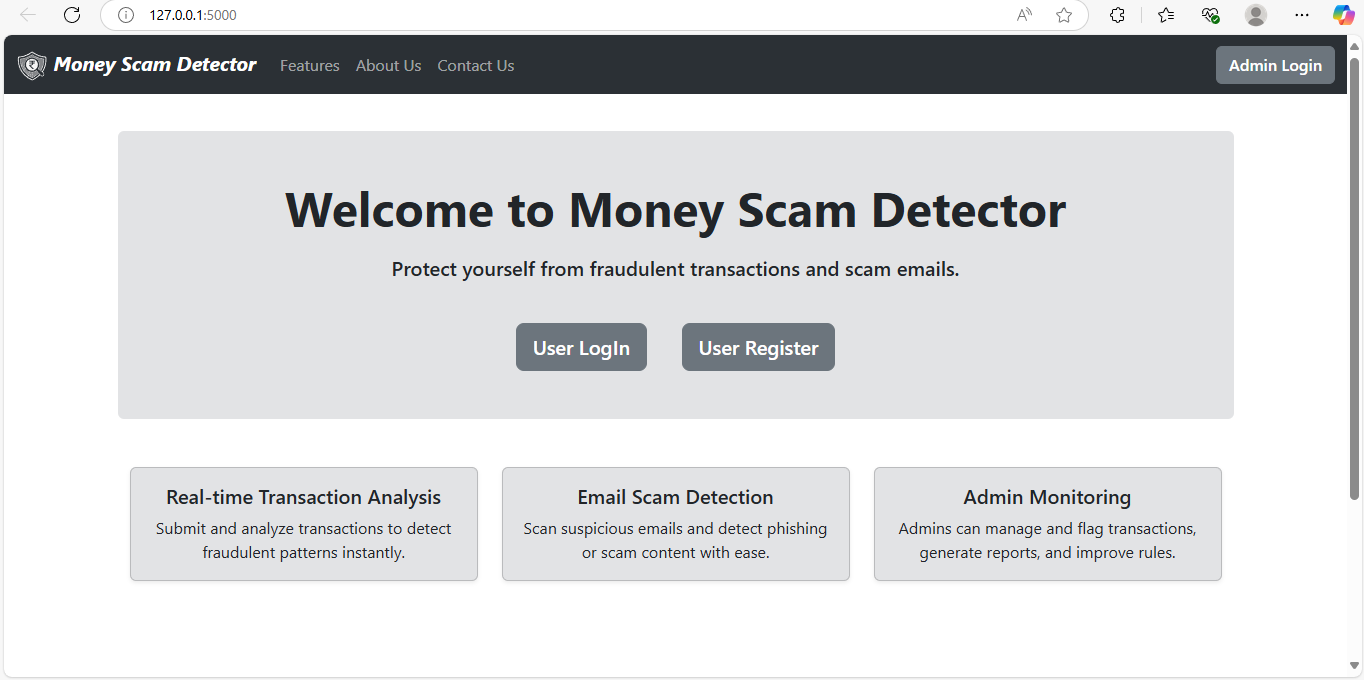 127.0.0.1:5000
Money Scam Detector Features About Us Contact Us Admin Login
Welcome to Money Scam Detector
Protect yourself from fraudulent transactions and scam emails.
User LogIn User Register
Real-time Transaction Analysis
Submit and analyze transactions to detect
fraudulent patterns instantly.
Email Scam Detection
Scan suspicious emails and detect phishing
or scam content with ease.
Admin Monitoring
Admins can manage and flag transactions,
generate reports, and improve rules.